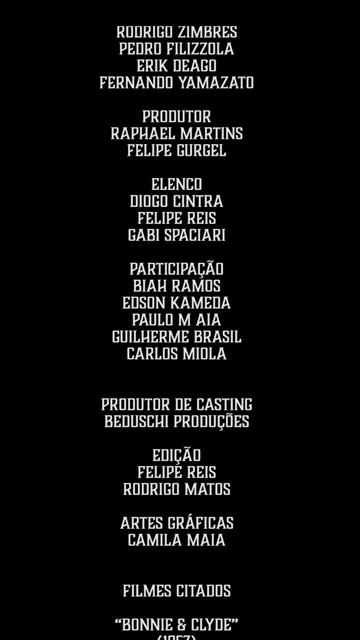 RODRIGO ZIMBRES
PEDRO FILIZZOLA
ERIK DEAGO
FERNANDO YAMAZATO
PRODUTOR
RAPHAEL MARTINS
FELIPE GURGEL
ELENCO
DIOGO CINTRA
FELIPE REIS
GABI SPACIARI
PARTICIPAÇÃO
BIAH RAMOS
EDSON KAMEDA
PAULO M AIA
GUILHERME BRASIL
CARLOS MIOLA
PRODUTOR DE CASTING
BEDUSCHI PRODUÇÕES
EDIÇÃO
FELIPE REIS
RODRIGO MATOS
ARTES GRÁFICAS
CAMILA MAIA
FILMES CITADOS
“BONNIE & CLYDE”
(1967)